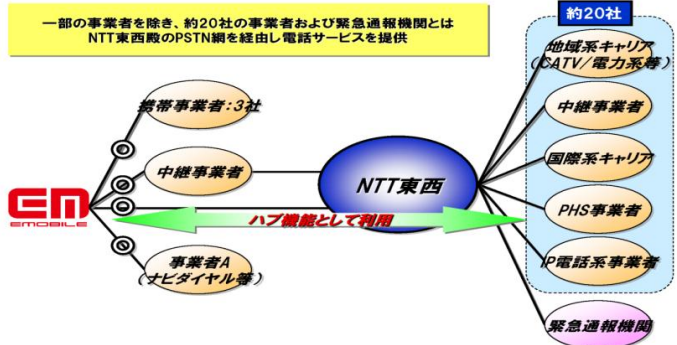 一部の事業者を除き、約20社の事業者および緊急通報機関とは
NTT東西殿のPSTN網を経由し電話サービスを提供
約20社
地域系キャリア
(CATV/電力系等)
携帯事業者:3社
中継事業者
中継事業者
NTT東西
国際系キャリア
EM
EMOBILE
ハブ機能として利用
PHS事業者
事業者A
(ナビダイヤル等)
IP電話系事業者
緊急通報機関